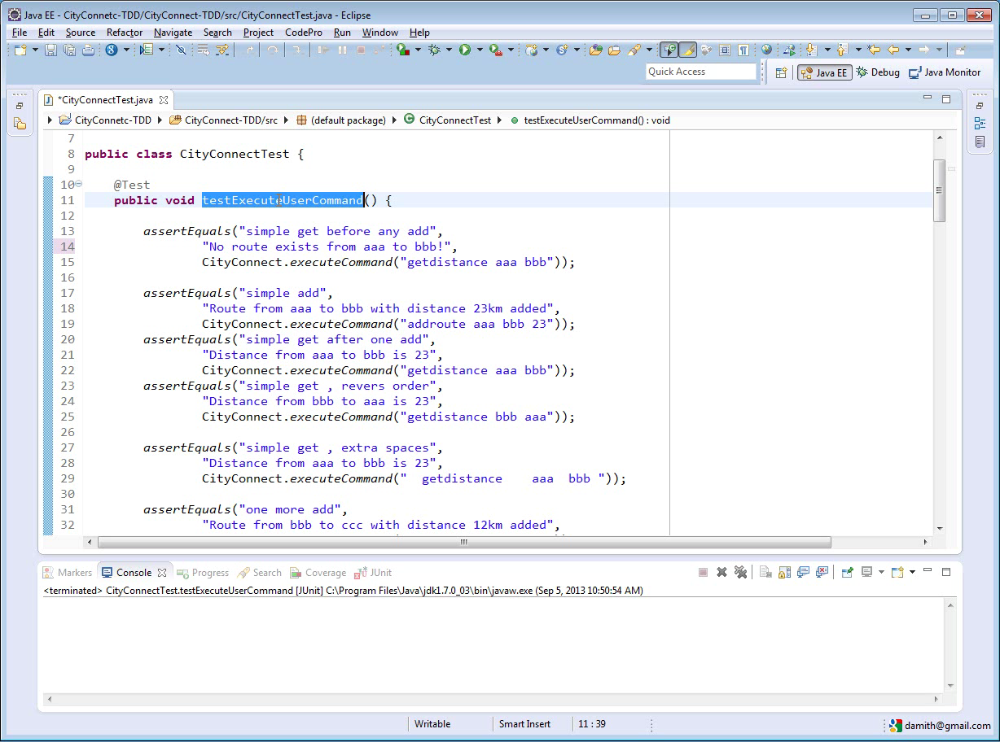 Java EE - CityConnetc-TDD/CityConnect-TDD/src/CityConnectTest.java - Eclipse
File Edit Source Refactor Navigate Search Project CodePro Run Window Help
Quick Access
Java EE Debug Java Monitor
*CityConnectTest.java
CityConnetc-TDD CityConnect-TDD/src (default package) CityConnectTest testExecuteUserCommand() : void
7
8 public class CityConnectTest {
9
10 @Test
11 public void testExecuteUserCommand() {
12
13 assertEquals("simple get before any add",
14 "No route exists from aaa to bbb!",
15 CityConnect.executeCommand("getdistance aaa bbb"));
16
17 assertEquals("simple add",
18 "Route from aaa to bbb with distance 23km added",
19 CityConnect.executeCommand("addroute aaa bbb 23"));
20 assertEquals("simple get after one add",
21 "Distance from aaa to bbb is 23",
22 CityConnect.executeCommand("getdistance aaa bbb"));
23 assertEquals("simple get , revers order",
24 "Distance from bbb to aaa is 23",
25 CityConnect.executeCommand("getdistance bbb aaa"));
26
27 assertEquals("simple get , extra spaces",
28 "Distance from aaa to bbb is 23",
29 CityConnect.executeCommand("  getdistance    aaa  bbb "));
30
31 assertEquals("one more add",
32 "Route from bbb to ccc with distance 12km added",
Markers Console Progress Search Coverage JUnit
<terminated> CityConnectTest.testExecuteUserCommand [JUnit] C:\Program Files\Java\jdk1.7.0_03\bin\javaw.exe (Sep 5, 2013 10:50:54 AM)
Writable Smart Insert 11 : 39 damith@gmail.com